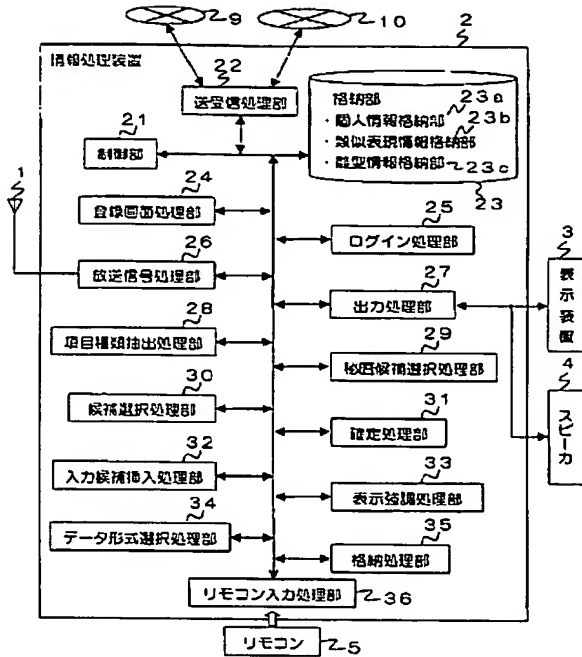 9
10
2
情報処理装置
22
送受信処理部
格納部
・個人情報格納部 23a
・類似表現情報格納部 23b
・雛型情報格納部 23c
23
21
制御部
1
24
登録画面処理部
25
ログイン処理部
26
放送信号処理部
27
出力処理部
3
表示装置
28
項目種類抽出処理部
29
秘匿候補選択処理部
4
スピーカ
30
候補選択処理部
31
確定処理部
32
入力候補挿入処理部
33
表示強調処理部
34
データ形式選択処理部
35
格納処理部
リモコン入力処理部
36
リモコン
5